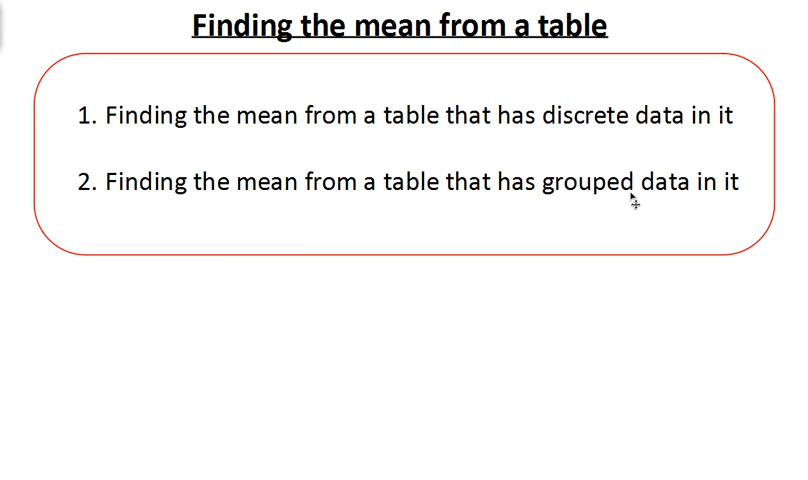 Finding the mean from a table
1. Finding the mean from a table that has discrete data in it
2. Finding the mean from a table that has grouped data in it